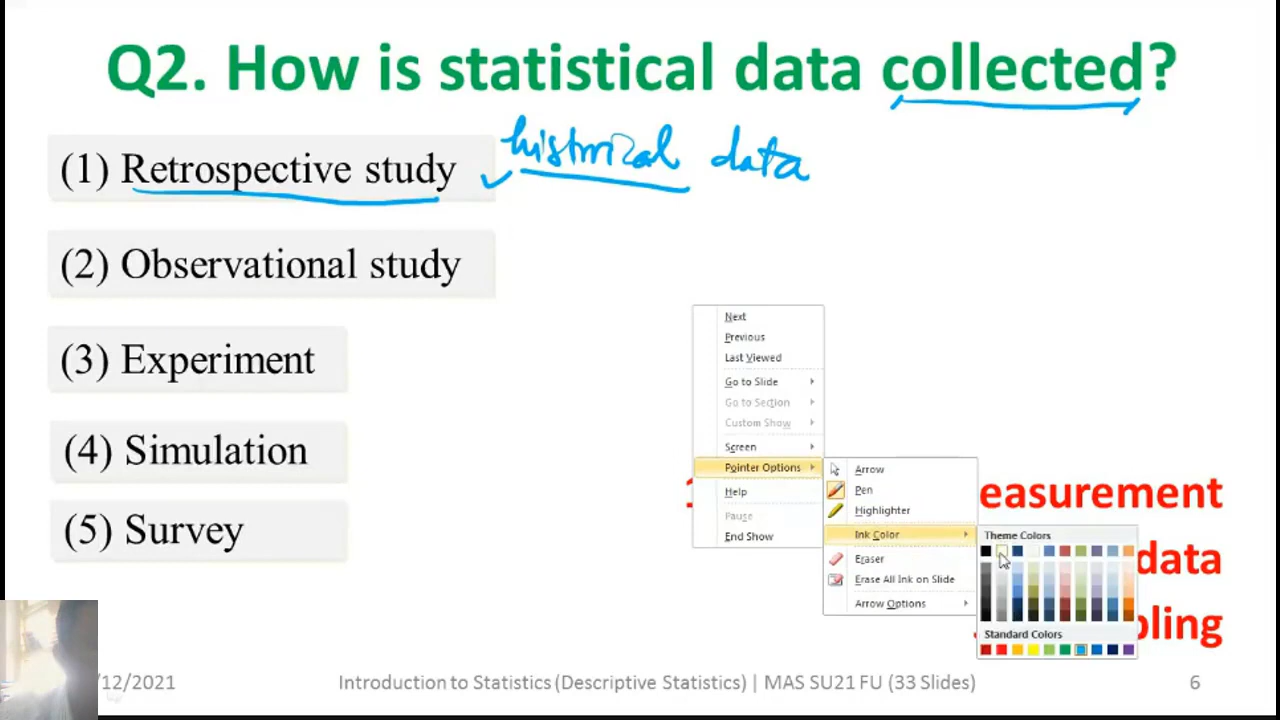 Q2. How is statistical data collected?
historical data
(1) Retrospective study
(2) Observational study
(3) Experiment
(4) Simulation
(5) Survey
Next
Previous
Last Viewed
Go to Slide
Go to Section
Custom Show
Screen
Pointer Options
Help
Pause
End Show
Arrow
Pen
Highlighter
Ink Color
Eraser
Erase All Ink on Slide
Arrow Options
Theme Colors
Standard Colors
easurement
data
pling
/12/2021
Introduction to Statistics (Descriptive Statistics) | MAS SU21 FU (33 Slides)
6